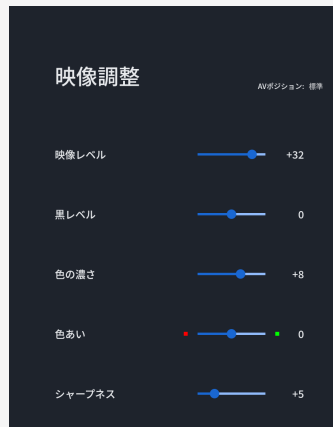 映像調整
AVポジション: 標準
映像レベル +32
黒レベル 0
色の濃さ +8
色あい 0
シャープネス +5